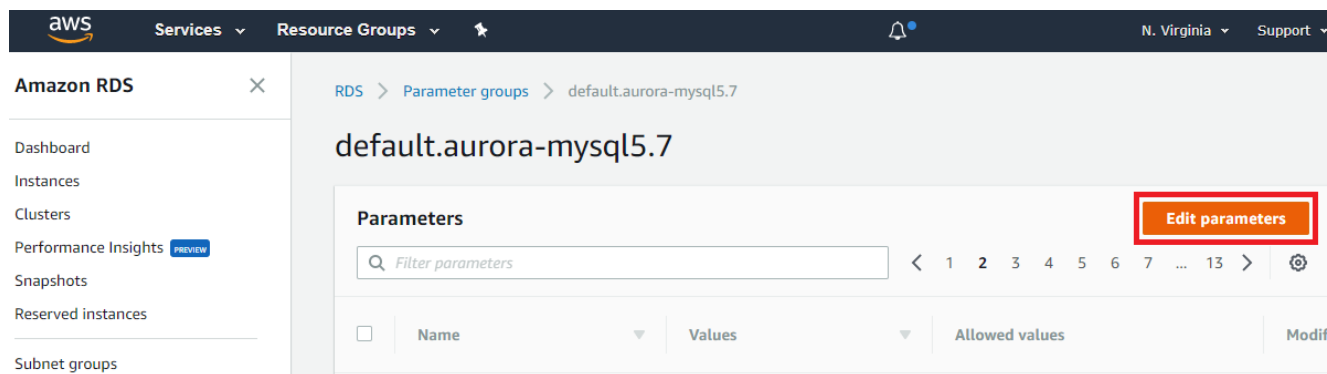 aws Services Resource Groups N. Virginia Support
Amazon RDS
RDS > Parameter groups > default.aurora-mysql5.7
Dashboard
default.aurora-mysql5.7
Instances
Clusters
Parameters Edit parameters
Performance Insights PREVIEW
Filter parameters 1 2 3 4 5 6 7 ... 13
Snapshots
Reserved instances
Name Values Allowed values Modif
Subnet groups